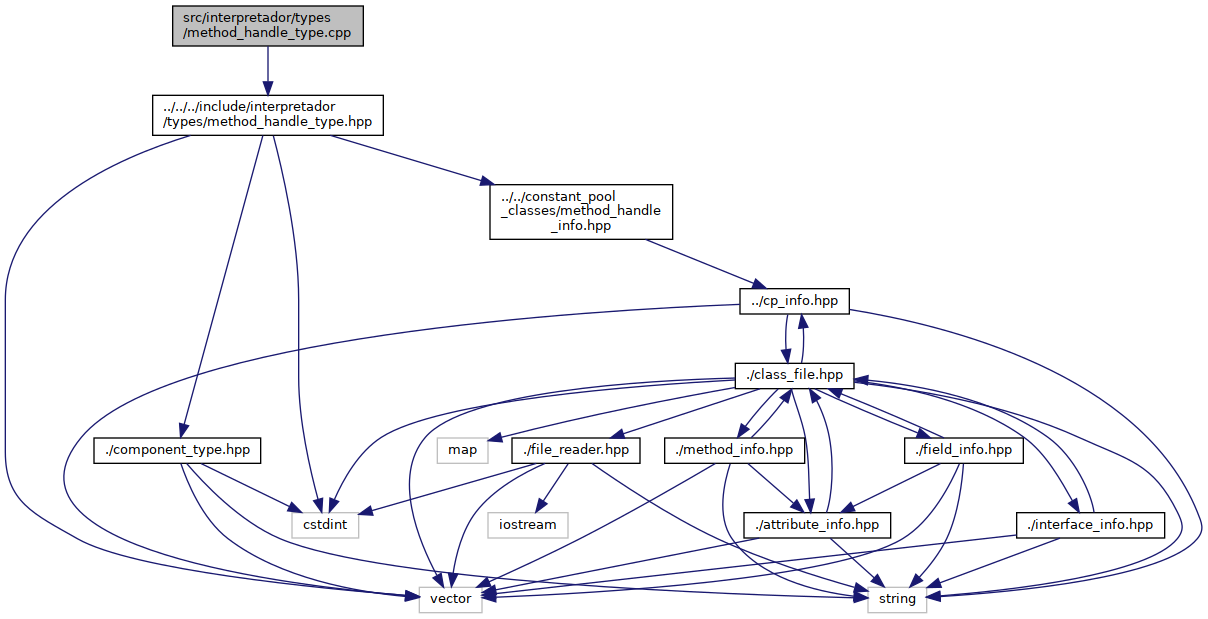 src/interpretador/types
/method_handle_type.cpp
../../../include/interpretador
/types/method_handle_type.hpp
../../constant_pool
_classes/method_handle
_info.hpp
../cp_info.hpp
./class_file.hpp
./component_type.hpp
map
./file_reader.hpp
./method_info.hpp
./field_info.hpp
cstdint
iostream
./attribute_info.hpp
./interface_info.hpp
vector
string